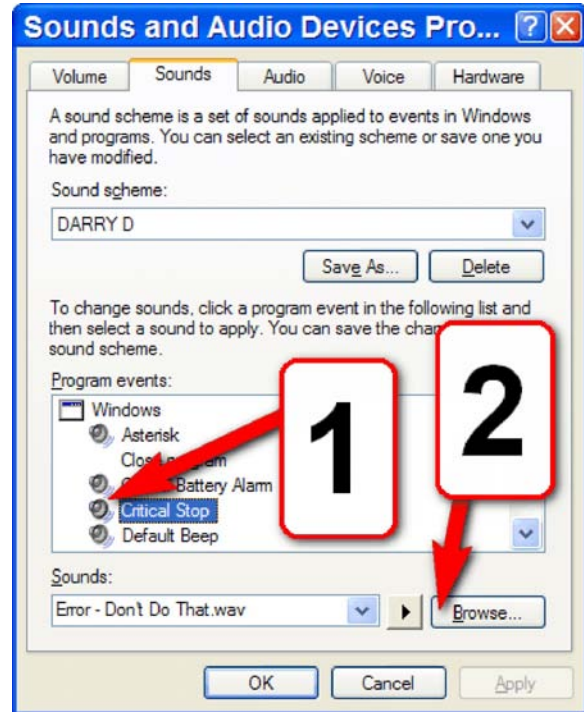 Sounds and Audio Devices Pro...
Volume Sounds Audio Voice Hardware
A sound scheme is a set of sounds applied to events in Windows
and programs. You can select an existing scheme or save one you
have modified.
Sound scheme:
DARRY D
Save As... Delete
To change sounds, click a program event in the following list and
then select a sound to apply. You can save the
sound scheme.
Program events:
Windows
Asterisk
Close program
Battery Alarm
Critical Stop
Default Beep
1
2
Sounds:
Error - Don't Do That.wav
Browse...
OK Cancel Apply